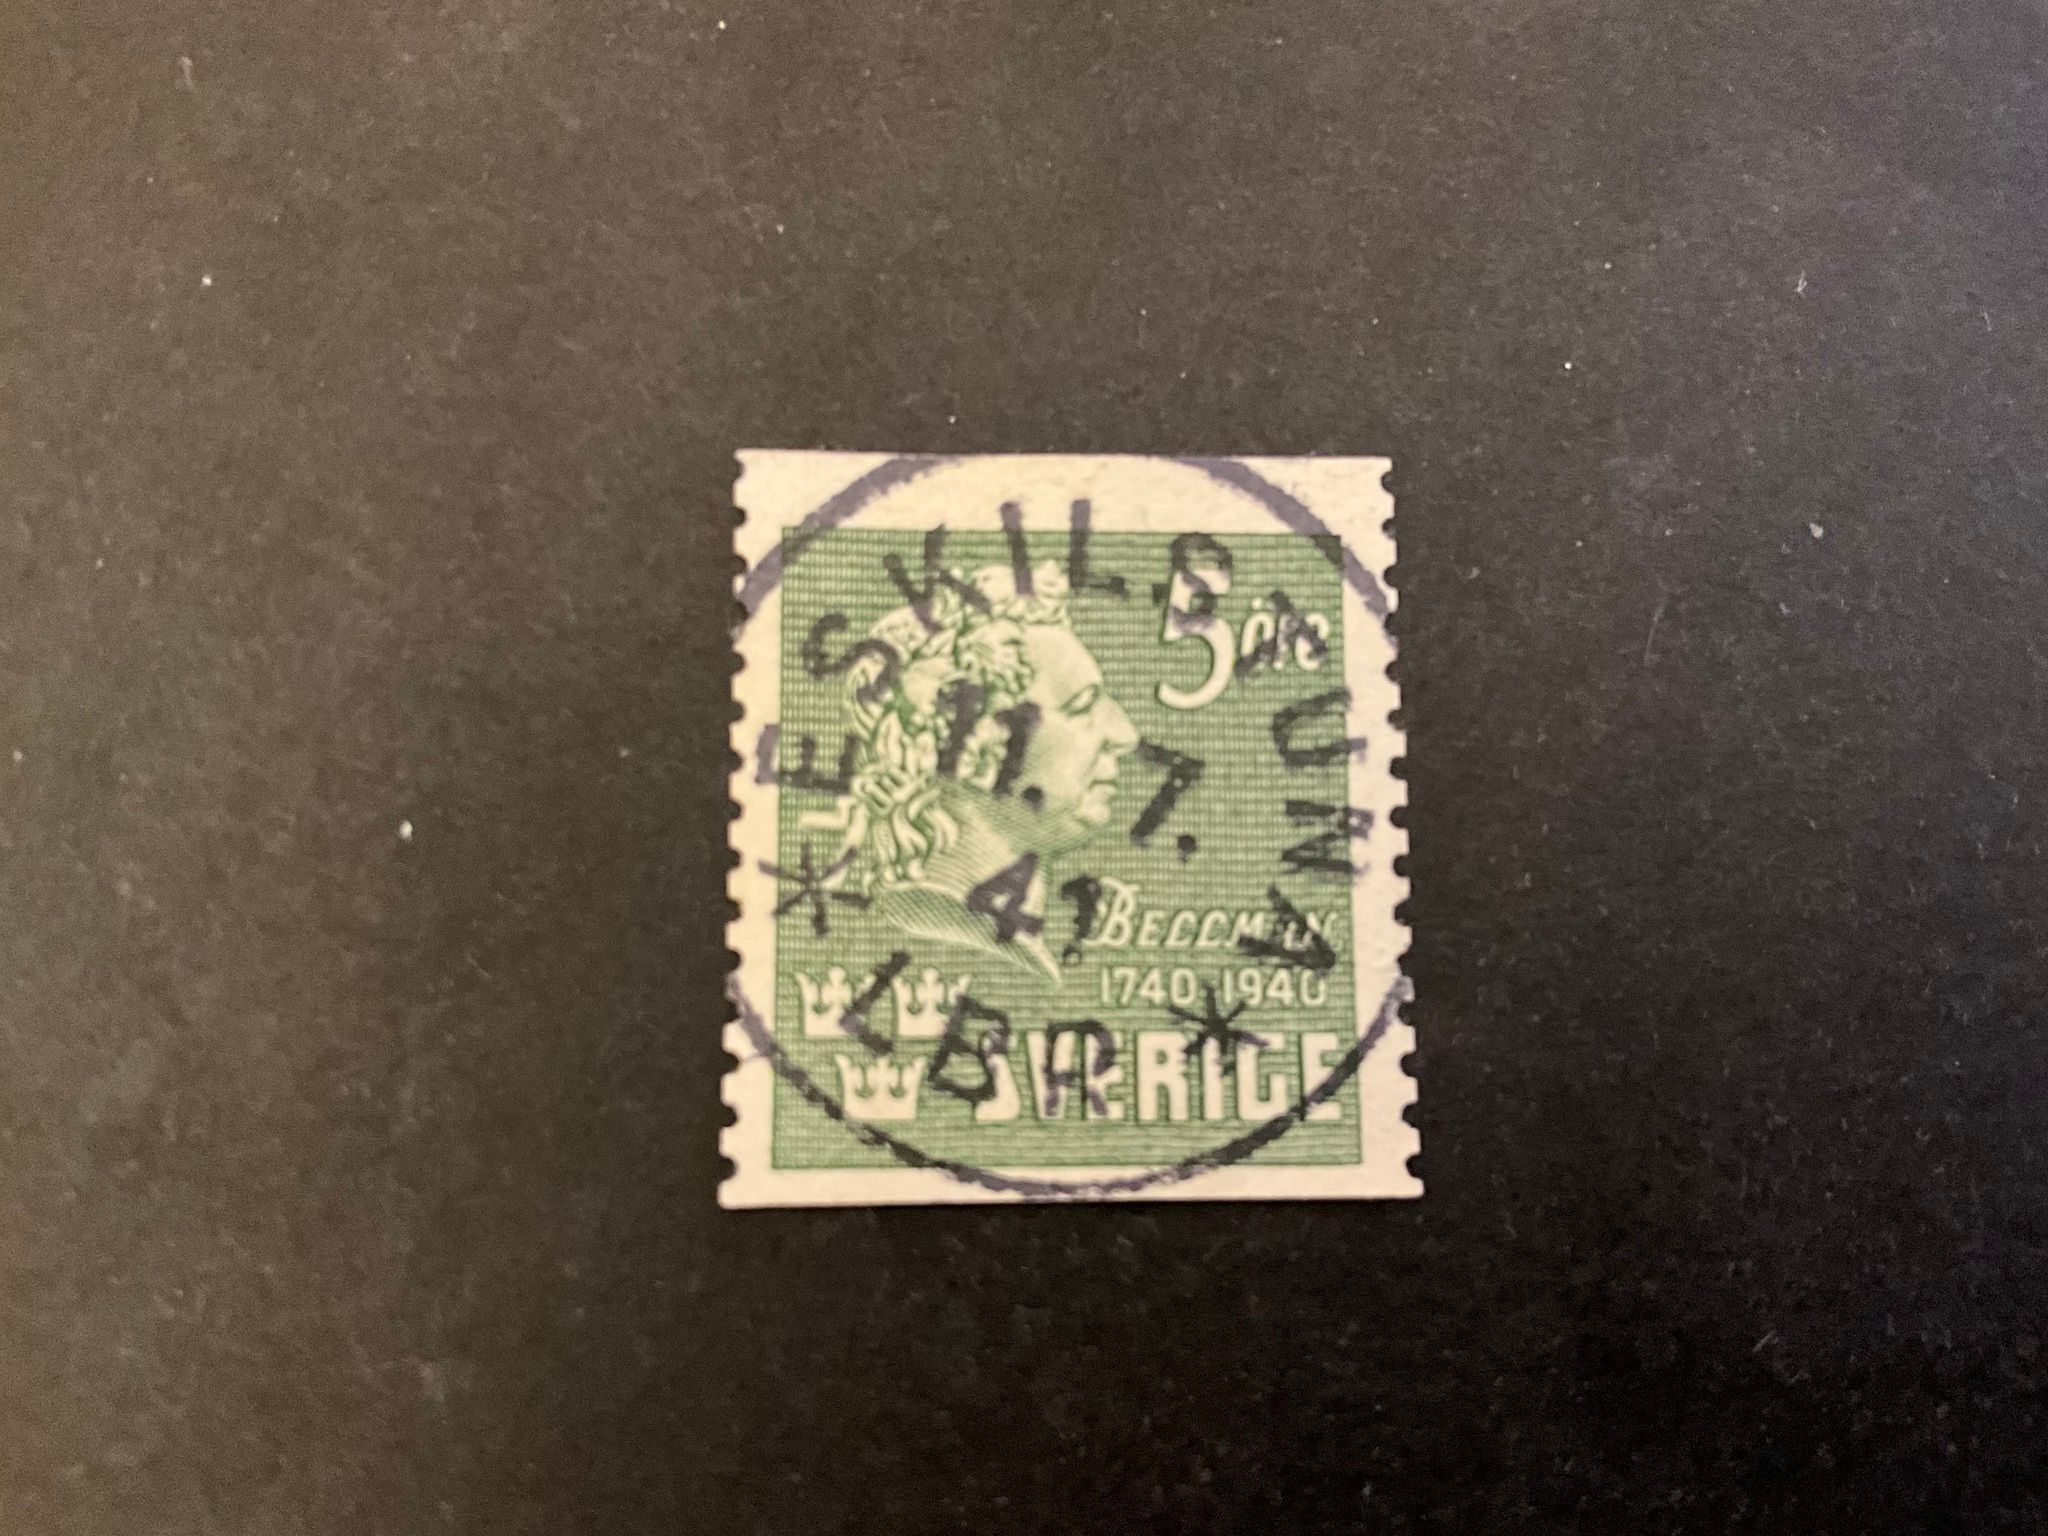 5 öre
BELLMAN
1740-1940
SVERIGE
* ESKILSTUNA *
11. 7.
41
LBR